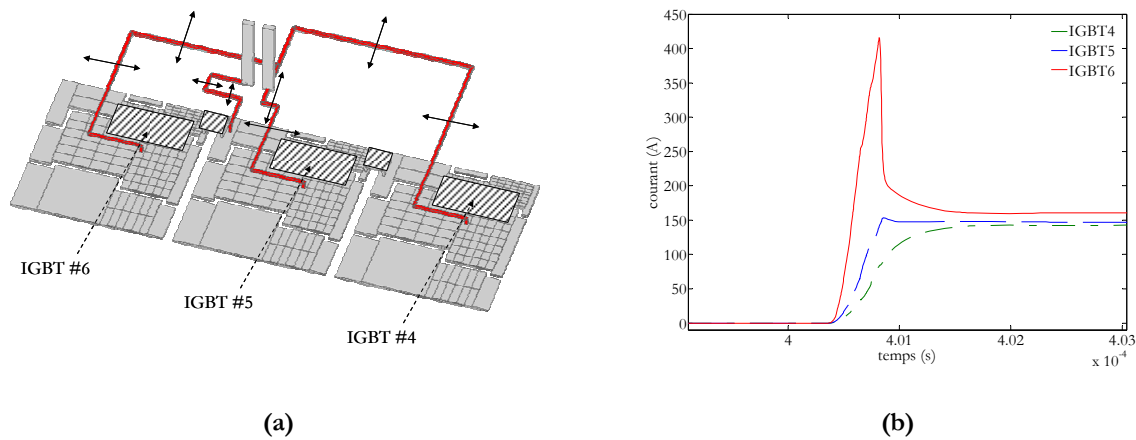 IGBT #6
IGBT #5
IGBT #4
(a)
450
400
350
300
250
200
150
100
50
0
courant (A)
IGBT4
IGBT5
IGBT6
4
4.01
4.02
4.03
temps (s)
x 10-4
(b)